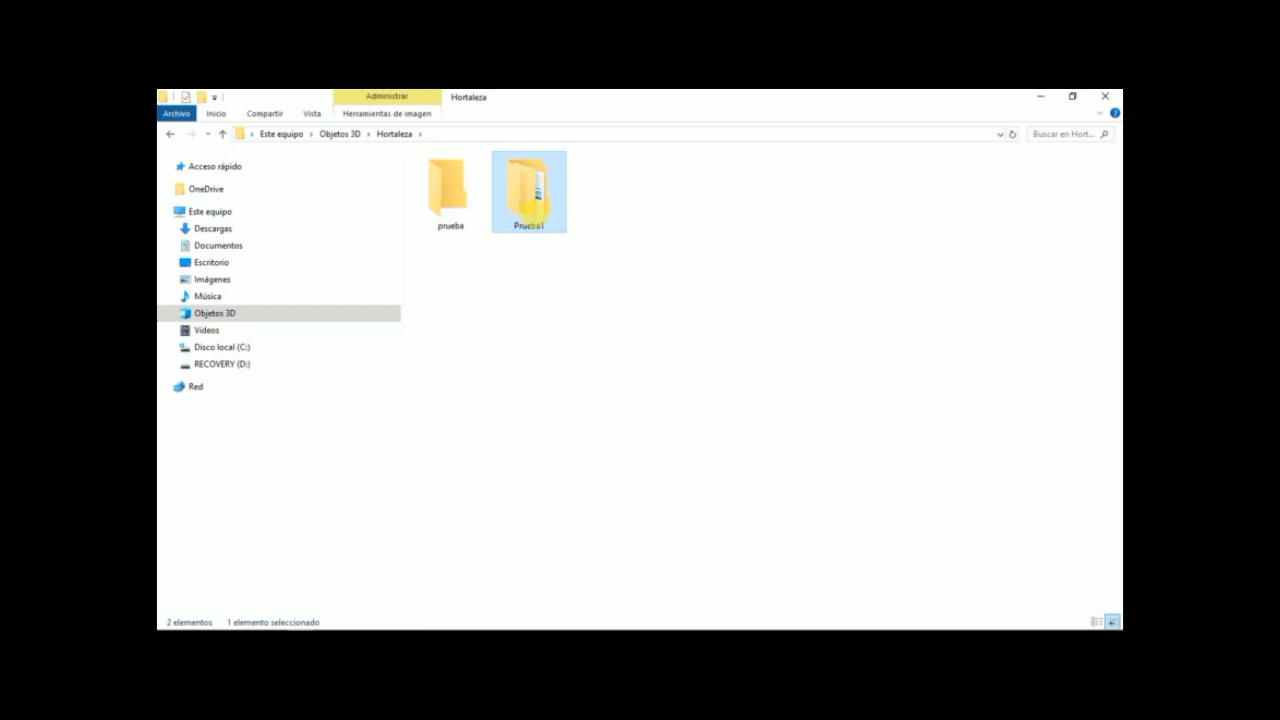 Administrar
Hortaleza
Archivo
Inicio
Compartir
Vista
Herramientas de imagen
Este equipo
Objetos 3D
Hortaleza
Buscar en Hort...
Acceso rápido
OneDrive
Este equipo
Descargas
Documentos
Escritorio
Imágenes
Música
Objetos 3D
Vídeos
Disco local (C:)
RECOVERY (D:)
Red
prueba
Prueba1
2 elementos
1 elemento seleccionado